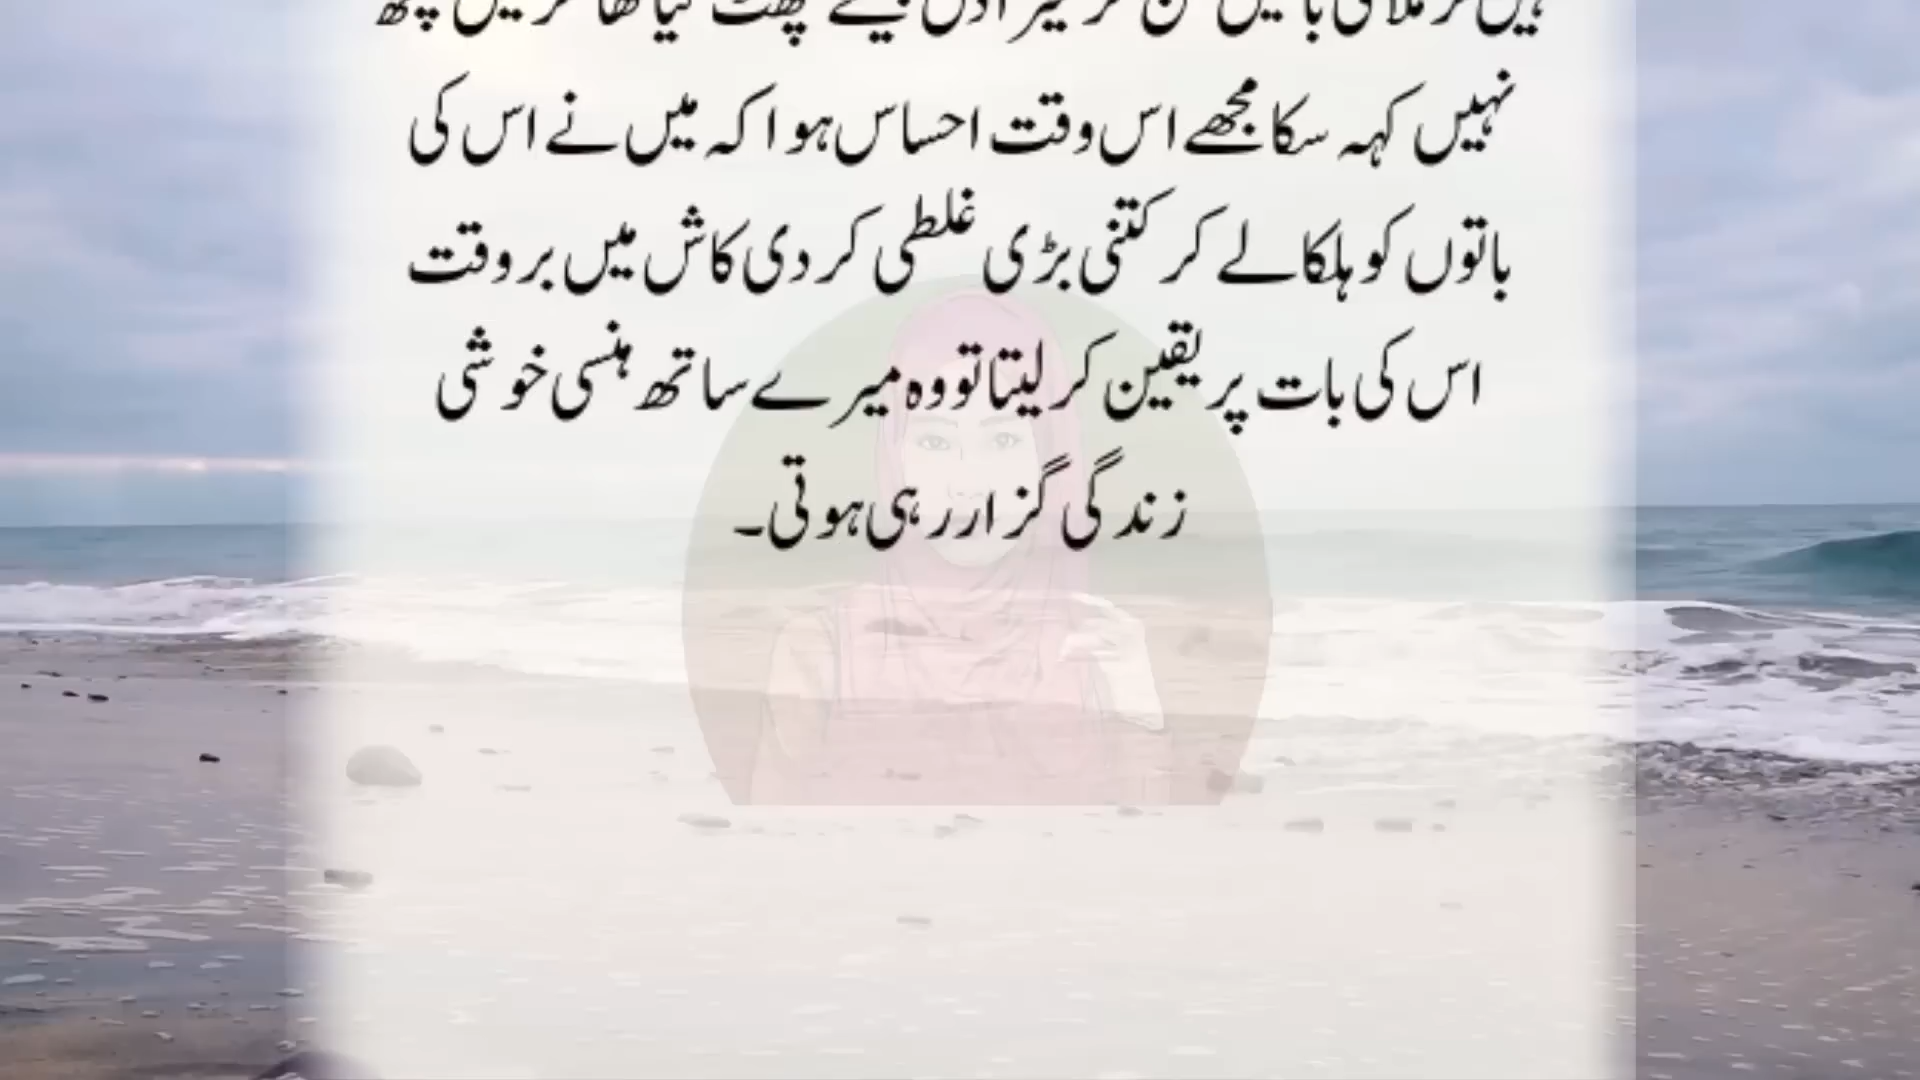 نہیں کہہ سکا مجھے اس وقت احساس ہوا کہ میں نے اس کی
باتوں کو ہلکا لے کر کتنی بڑی غلطی کر دی کاش میں بروقت
اس کی بات پر یقین کر لیتا تو وہ میرے ساتھ ہنسی خوشی
زندگی گزار رہی ہوتی۔